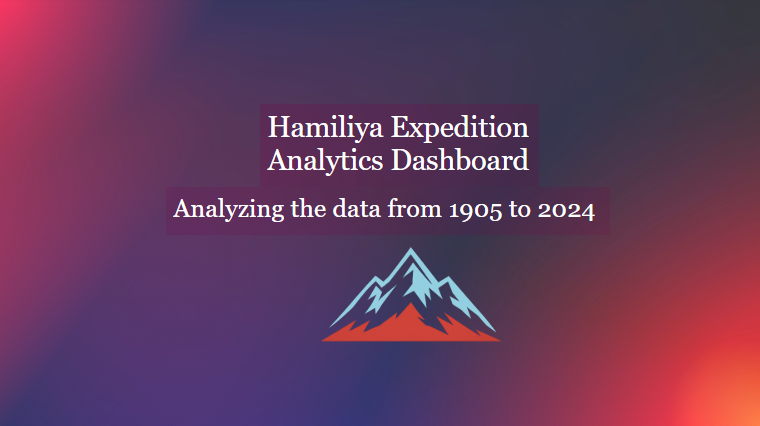 Hamiliya Expedition
Analytics Dashboard
Analyzing the data from 1905 to 2024